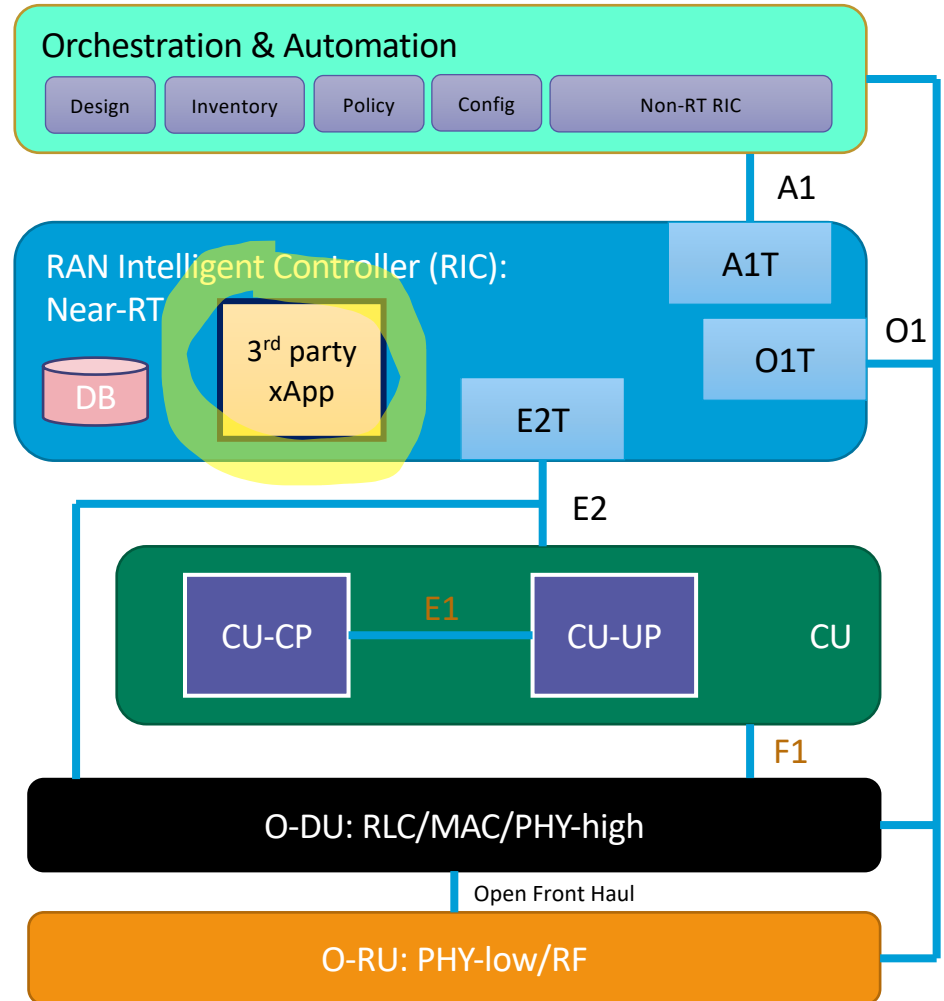 Orchestration & Automation
Design
Inventory
Policy
Config
Non-RT RIC
A1
RAN Intelligent Controller (RIC):
Near-RT
A1T
O1
3rd party
xApp
O1T
DB
E2T
E2
CU-CP
E1
CU-UP
CU
F1
O-DU: RLC/MAC/PHY-high
Open Front Haul
O-RU: PHY-low/RF